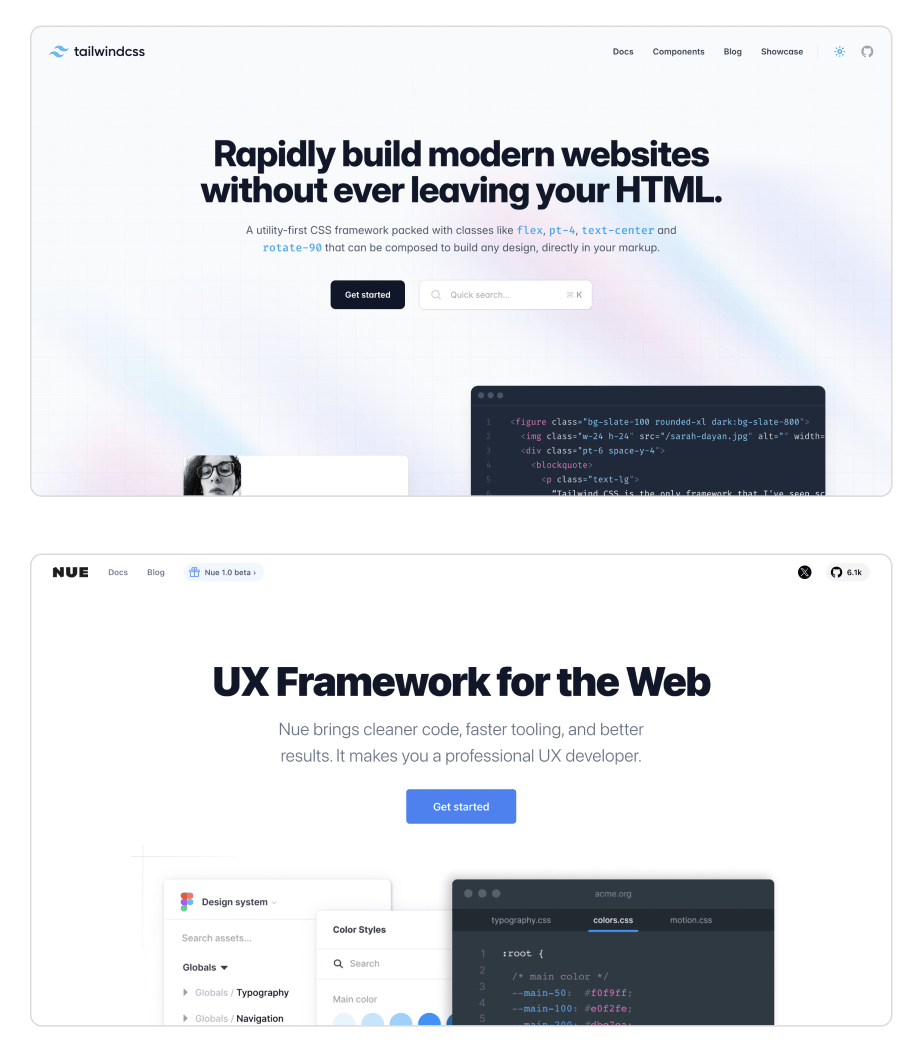 tailwindcss
Docs Components Blog Showcase
Rapidly build modern websites
without ever leaving your HTML.
A utility-first CSS framework packed with classes like flex, pt-4, text-center and
rotate-90 that can be composed to build any design, directly in your markup.
Get started
Quick search... ⌘ K
1 <figure class="bg-slate-100 rounded-xl dark:bg-slate-800">
2 <img class="w-24 h-24" src="/sarah-dayan.jpg" alt="" width=
3 <div class="pt-6 space-y-4">
4 <blockquote>
5 <p class="text-lg">
6 “Tailwind CSS is the only framework that I've seen sc
NUE Docs Blog Nue 1.0 beta ›
6.1k
UX Framework for the Web
Nue brings cleaner code, faster tooling, and better
results. It makes you a professional UX developer.
Get started
Design system
Search assets...
Globals
Globals / Typography
Globals / Navigation
Color Styles
Search
Main color
acme.org
typography.css colors.css motion.css
1 :root {
2 /* main color */
3 --main-50: #f0f9ff;
4 --main-100: #e0f2fe;
5 --main-200: